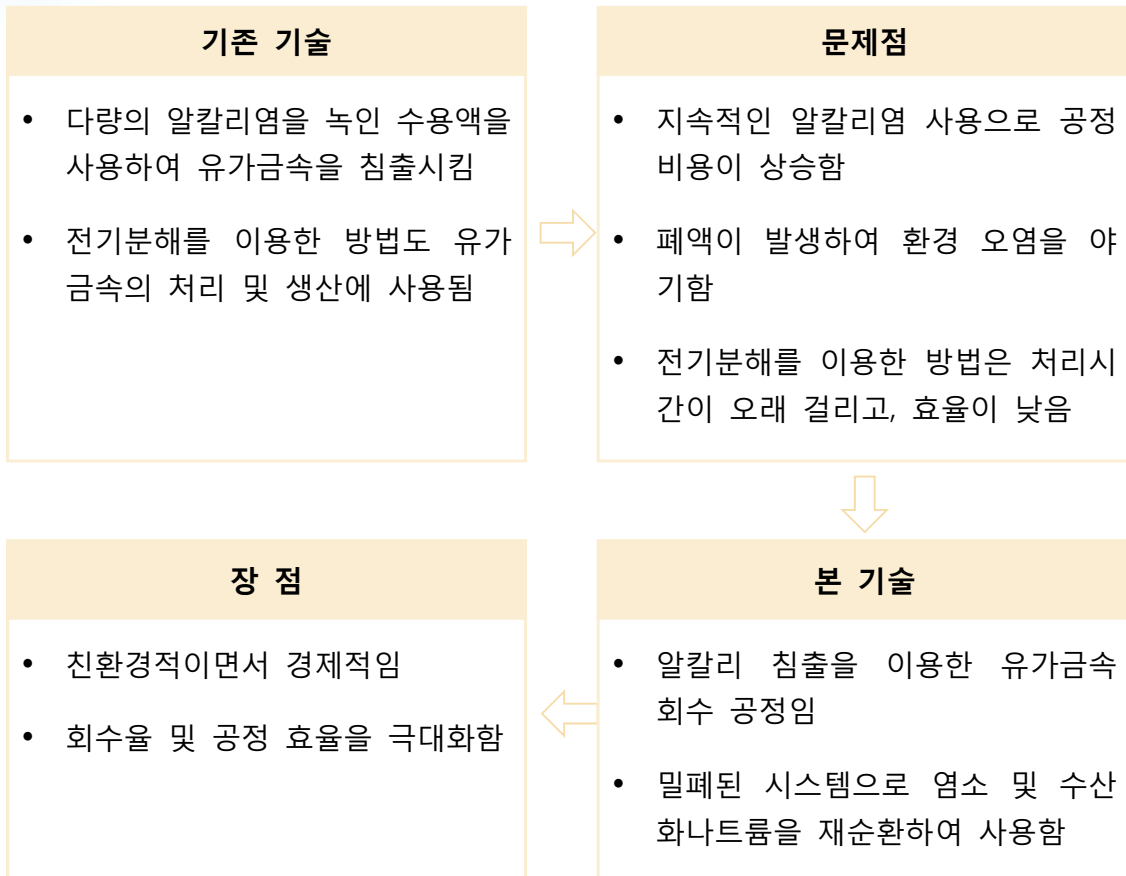 기존 기술
• 다량의 알칼리염을 녹인 수용액을
사용하여 유가금속을 침출시킴
• 전기분해를 이용한 방법도 유가
금속의 처리 및 생산에 사용됨
문제점
• 지속적인 알칼리염 사용으로 공정
비용이 상승함
• 폐액이 발생하여 환경 오염을 야
기함
• 전기분해를 이용한 방법은 처리시
간이 오래 걸리고, 효율이 낮음
본 기술
• 알칼리 침출을 이용한 유가금속
회수 공정임
• 밀폐된 시스템으로 염소 및 수산
화나트륨을 재순환하여 사용함
장 점
• 친환경적이면서 경제적임
• 회수율 및 공정 효율을 극대화함